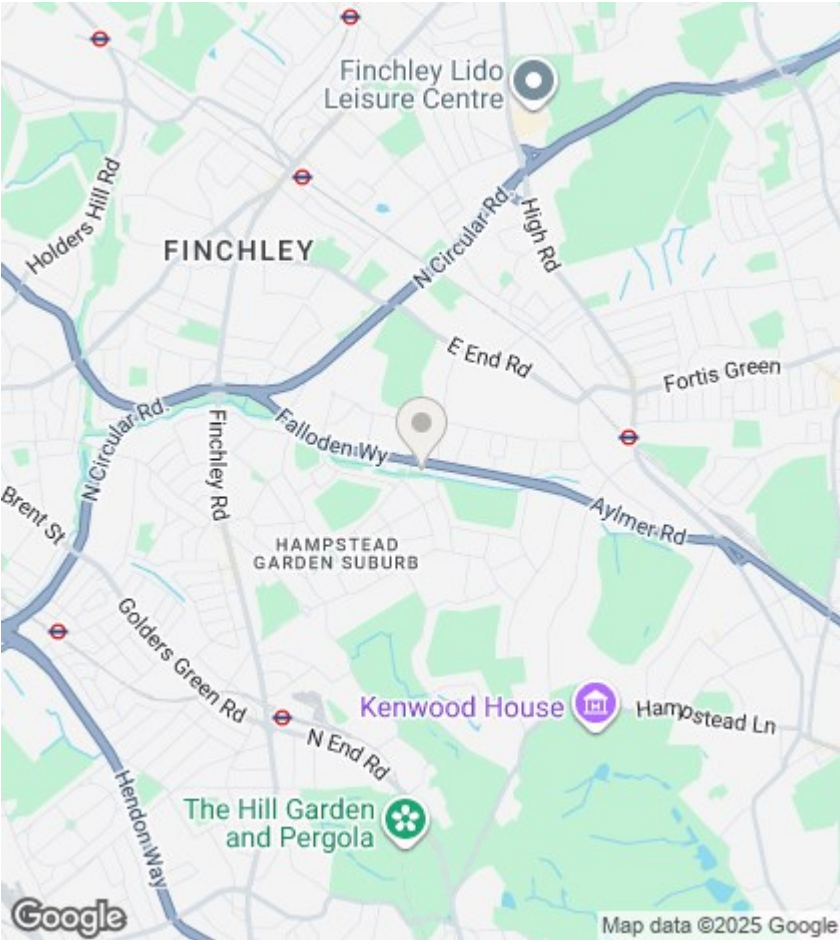 Finchley Lido
Leisure Centre
Holders Hill Rd
FINCHLEY
N Circular Rd.
High Rd
E End Rd
Fortis Green
N Circular Rd.
Finchley Rd
Falloden Wy
Brent St
Aylmer Rd
HAMPSTEAD
GARDEN SUBURB
Golders Green Rd
Kenwood House
Hampstead Ln
N End Rd
The Hill Garden
and Pergola
Hendon Way
Google
Map data ©2025 Google